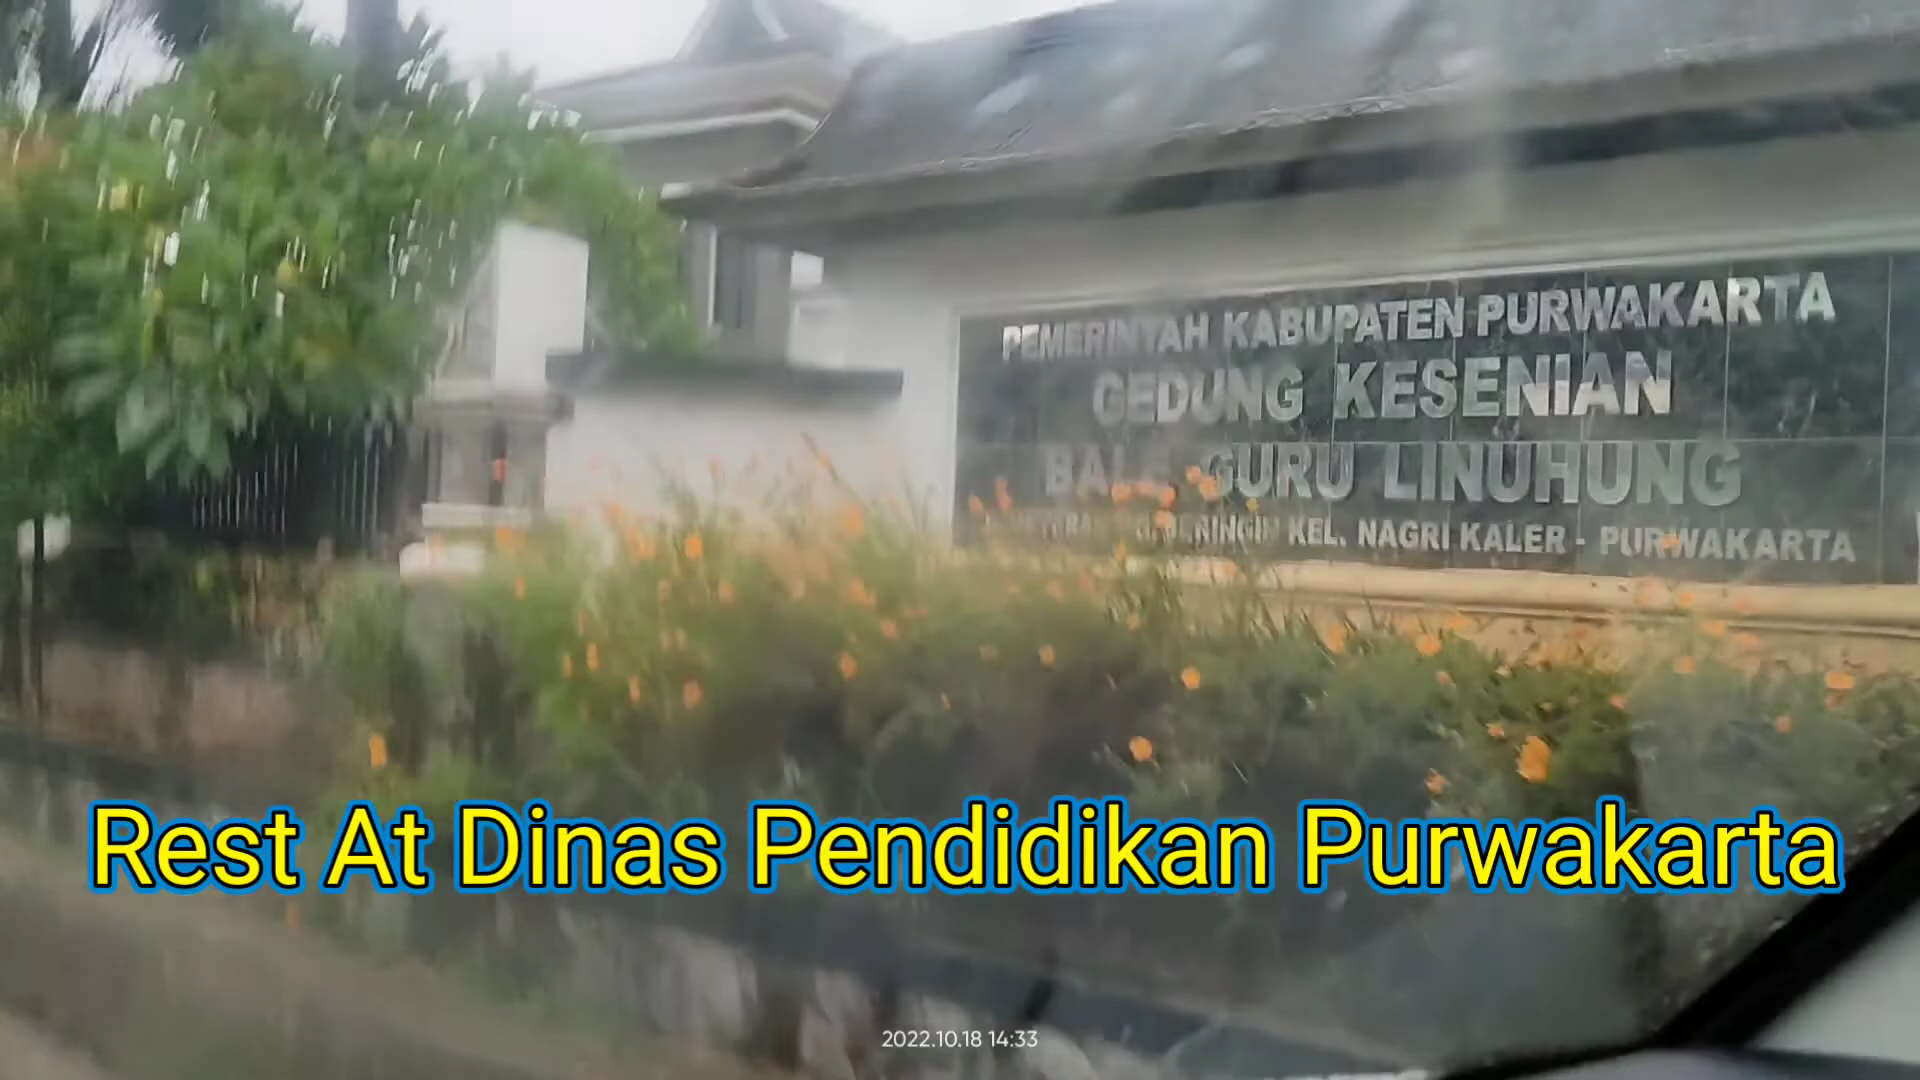 PEMERINTAH KABUPATEN PURWAKARTA
GEDUNG KESENIAN
BALE GURU LINUHUNG
KEL. NAGRI KALER - PURWAKARTA
Rest At Dinas Pendidikan Purwakarta
2022.10.18 14:33